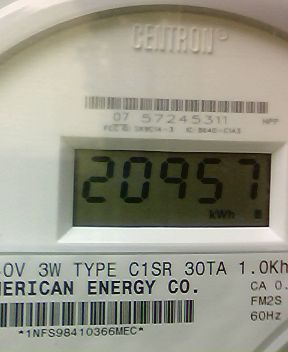 CENTRON®
07 57245311
20957
kWh
0V 3W TYPE C1SR 30TA 1.0Kh
MERICAN ENERGY CO.
CA 0.
FM2S
60Hz
*1NFS98410366MEC*